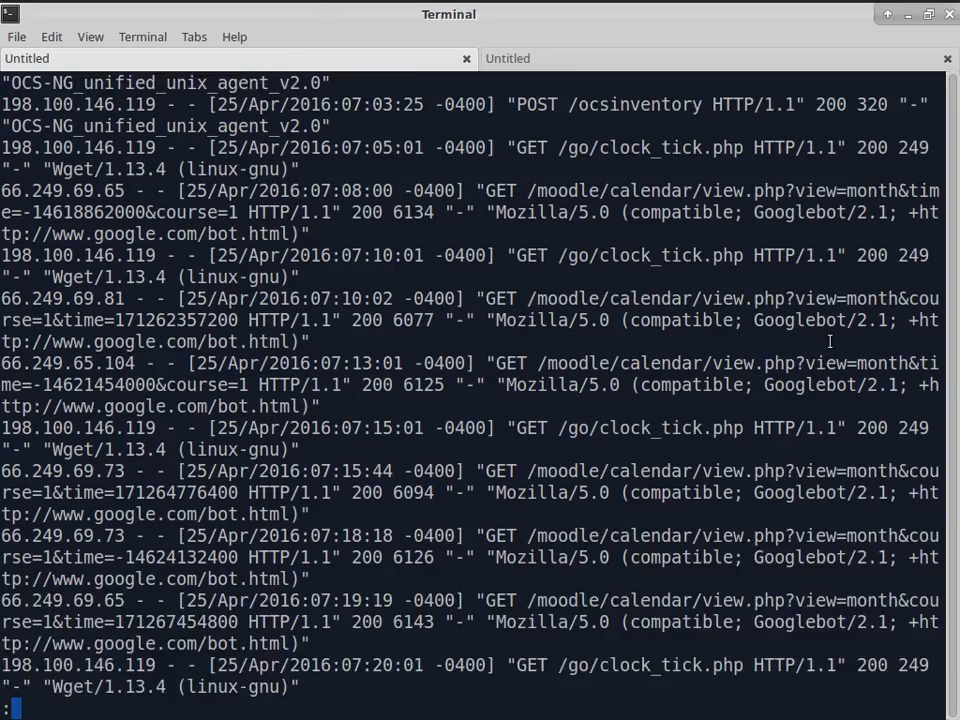 Terminal
File Edit View Terminal Tabs Help
Untitled Untitled
"OCS-NG_unified_unix_agent_v2.0"
198.100.146.119 - - [25/Apr/2016:07:03:25 -0400] "POST /ocsinventory HTTP/1.1" 200 320 "-"
"OCS-NG_unified_unix_agent_v2.0"
198.100.146.119 - - [25/Apr/2016:07:05:01 -0400] "GET /go/clock_tick.php HTTP/1.1" 200 249
"-" "Wget/1.13.4 (linux-gnu)"
66.249.69.65 - - [25/Apr/2016:07:08:00 -0400] "GET /moodle/calendar/view.php?view=month&tim
e=-14618862000&course=1 HTTP/1.1" 200 6134 "-" "Mozilla/5.0 (compatible; Googlebot/2.1; +ht
tp://www.google.com/bot.html)"
198.100.146.119 - - [25/Apr/2016:07:10:01 -0400] "GET /go/clock_tick.php HTTP/1.1" 200 249
"-" "Wget/1.13.4 (linux-gnu)"
66.249.69.81 - - [25/Apr/2016:07:10:02 -0400] "GET /moodle/calendar/view.php?view=month&cou
rse=1&time=171262357200 HTTP/1.1" 200 6077 "-" "Mozilla/5.0 (compatible; Googlebot/2.1; +ht
tp://www.google.com/bot.html)"
66.249.65.104 - - [25/Apr/2016:07:13:01 -0400] "GET /moodle/calendar/view.php?view=month&ti
me=-14621454000&course=1 HTTP/1.1" 200 6125 "-" "Mozilla/5.0 (compatible; Googlebot/2.1; +h
ttp://www.google.com/bot.html)"
198.100.146.119 - - [25/Apr/2016:07:15:01 -0400] "GET /go/clock_tick.php HTTP/1.1" 200 249
"-" "Wget/1.13.4 (linux-gnu)"
66.249.69.73 - - [25/Apr/2016:07:15:44 -0400] "GET /moodle/calendar/view.php?view=month&cou
rse=1&time=171264776400 HTTP/1.1" 200 6094 "-" "Mozilla/5.0 (compatible; Googlebot/2.1; +ht
tp://www.google.com/bot.html)"
66.249.69.73 - - [25/Apr/2016:07:18:18 -0400] "GET /moodle/calendar/view.php?view=month&cou
rse=1&time=-14624132400 HTTP/1.1" 200 6126 "-" "Mozilla/5.0 (compatible; Googlebot/2.1; +ht
tp://www.google.com/bot.html)"
66.249.69.65 - - [25/Apr/2016:07:19:19 -0400] "GET /moodle/calendar/view.php?view=month&cou
rse=1&time=171267454800 HTTP/1.1" 200 6143 "-" "Mozilla/5.0 (compatible; Googlebot/2.1; +ht
tp://www.google.com/bot.html)"
198.100.146.119 - - [25/Apr/2016:07:20:01 -0400] "GET /go/clock_tick.php HTTP/1.1" 200 249
"-" "Wget/1.13.4 (linux-gnu)"
: